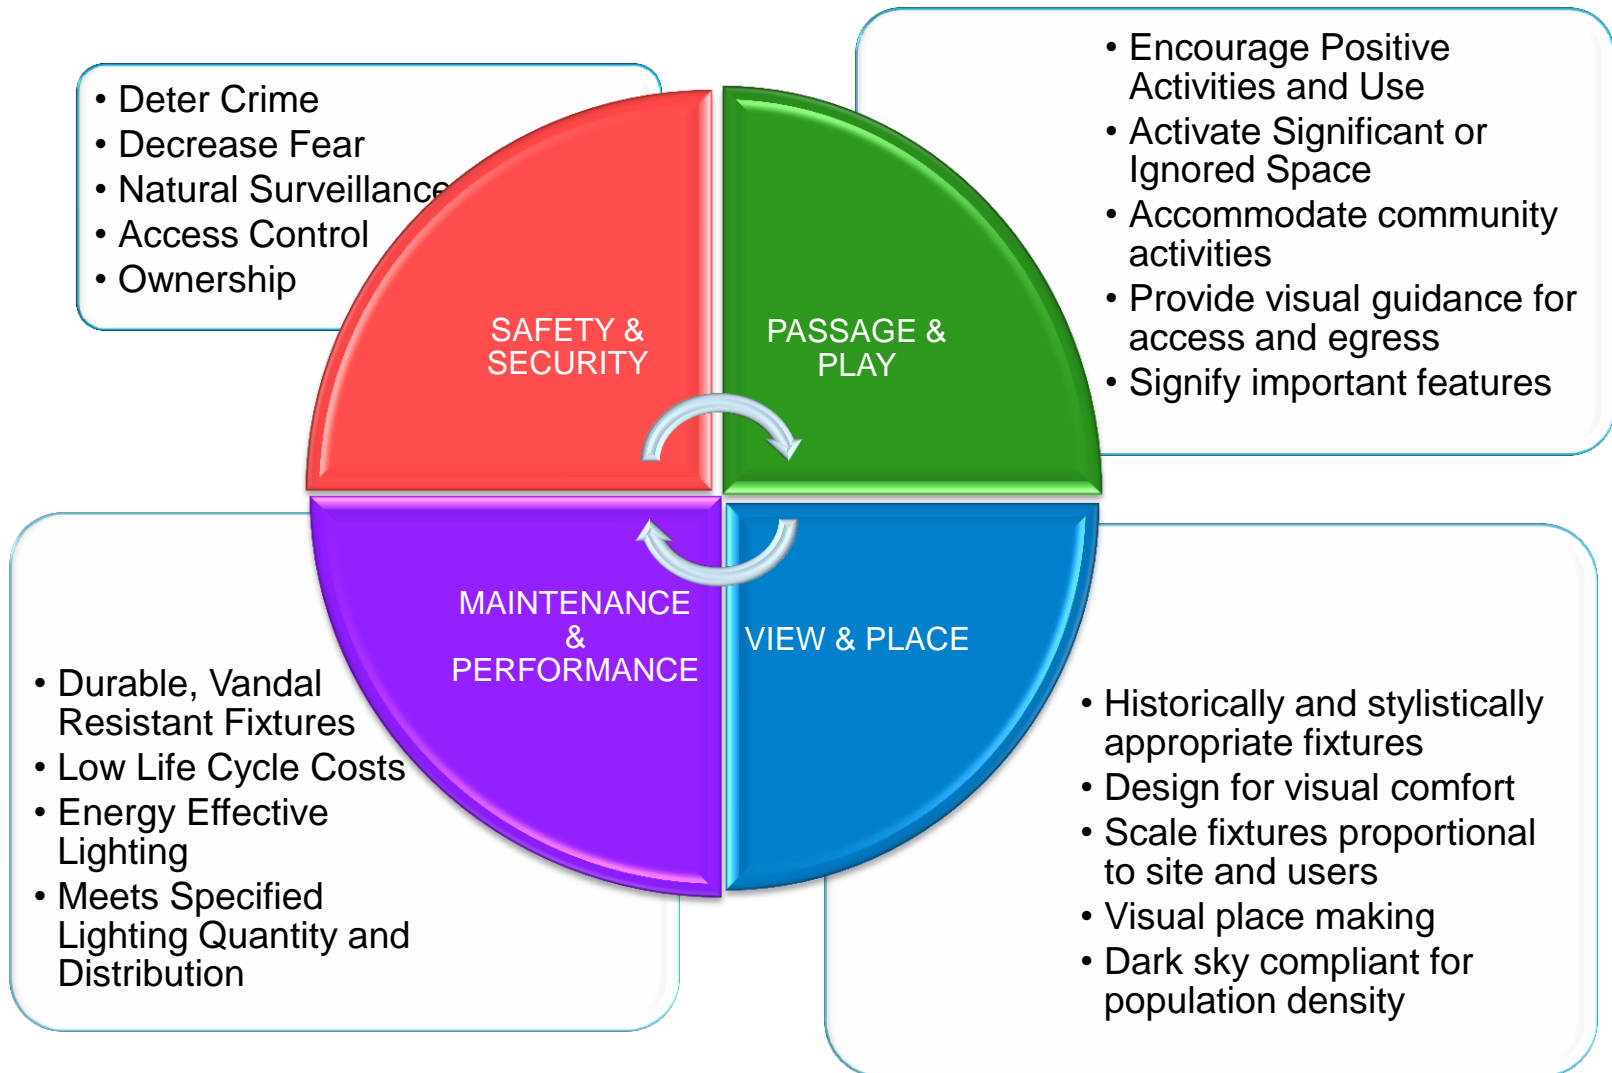 • Deter Crime
• Decrease Fear
• Natural Surveillance
• Access Control
• Ownership
• Encourage Positive
Activities and Use
• Activate Significant or
Ignored Space
• Accommodate community
activities
• Provide visual guidance for
access and egress
• Signify important features
SAFETY &
SECURITY
PASSAGE &
PLAY
MAINTENANCE
&
PERFORMANCE
VIEW & PLACE
• Durable, Vandal
Resistant Fixtures
• Low Life Cycle Costs
• Energy Effective
Lighting
• Meets Specified
Lighting Quantity and
Distribution
• Historically and stylistically
appropriate fixtures
• Design for visual comfort
• Scale fixtures proportional
to site and users
• Visual place making
• Dark sky compliant for
population density